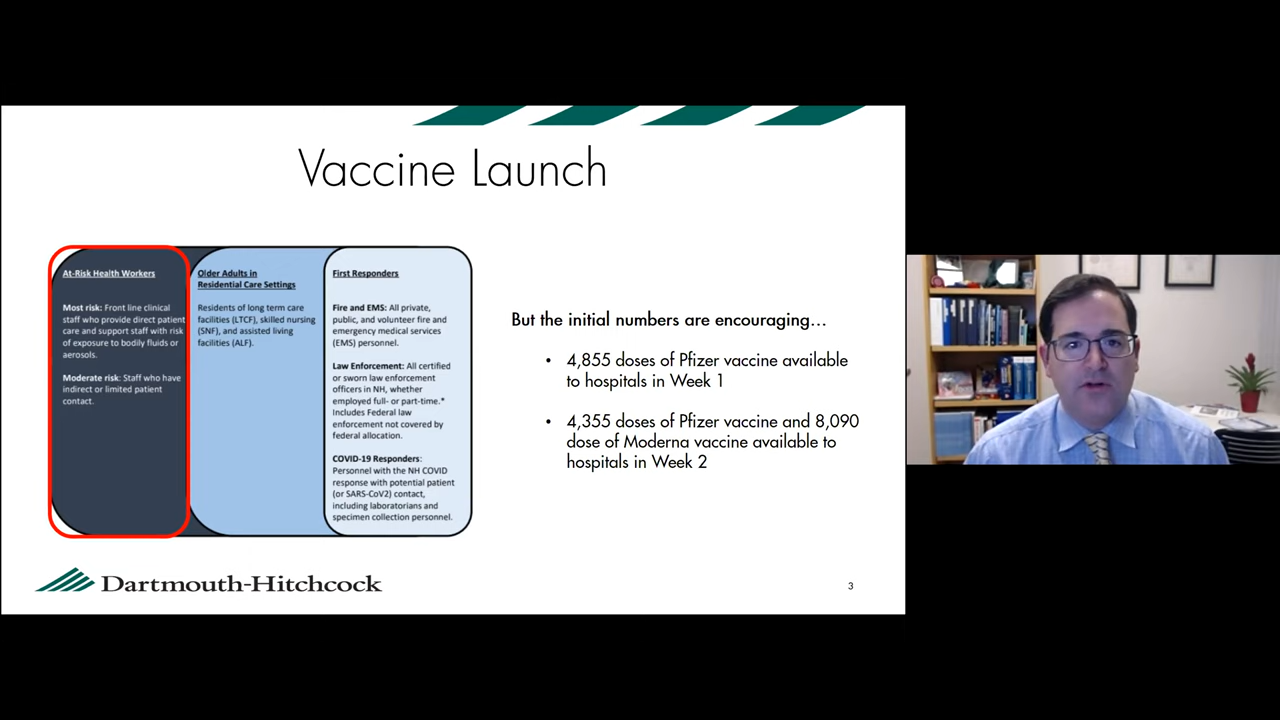 Vaccine Launch
At-Risk Health Workers
Most risk: Front line clinical
staff who provide direct patient
care and support staff with risk
of exposure to bodily fluids or
aerosols.
Moderate risk: Staff who have
indirect or limited patient
contact.
Older Adults in
Residential Care Settings
Residents of long term care
facilities (LTCF), skilled nursing
(SNF), and assisted living
facilities (ALF).
First Responders
Fire and EMS: All private,
public, and volunteer fire and
emergency medical services
(EMS) personnel.
Law Enforcement: All certified
or sworn law enforcement
officers in NH, whether
employed full- or part-time.*
Includes Federal law
enforcement not covered by
federal allocation.
COVID-19 Responders:
Personnel with the NH COVID
response with potential patient
(or SARS-CoV2) contact,
including laboratorians and
specimen collection personnel.
But the initial numbers are encouraging...
• 4,855 doses of Pfizer vaccine available
to hospitals in Week 1
• 4,355 doses of Pfizer vaccine and 8,090
dose of Moderna vaccine available to
hospitals in Week 2
Dartmouth-Hitchcock
3